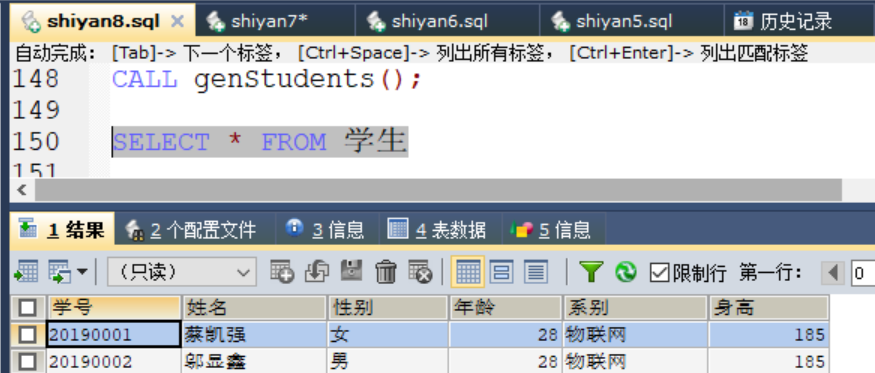 shiyan8.sql shiyan7* shiyan6.sql shiyan5.sql 历史记录
自动完成: [Tab]-> 下一个标签, [Ctrl+Space]-> 列出所有标签, [Ctrl+Enter]-> 列出匹配标签
148 CALL genStudents();
149
150 SELECT * FROM 学生
151
1 结果 2 个配置文件 3 信息 4 表数据 5 信息
(只读) 限制行 第一行: 0
学号 姓名 性别 年龄 系别 身高
20190001 蔡凯强 女 28 物联网 185
20190002 邬显鑫 男 28 物联网 185